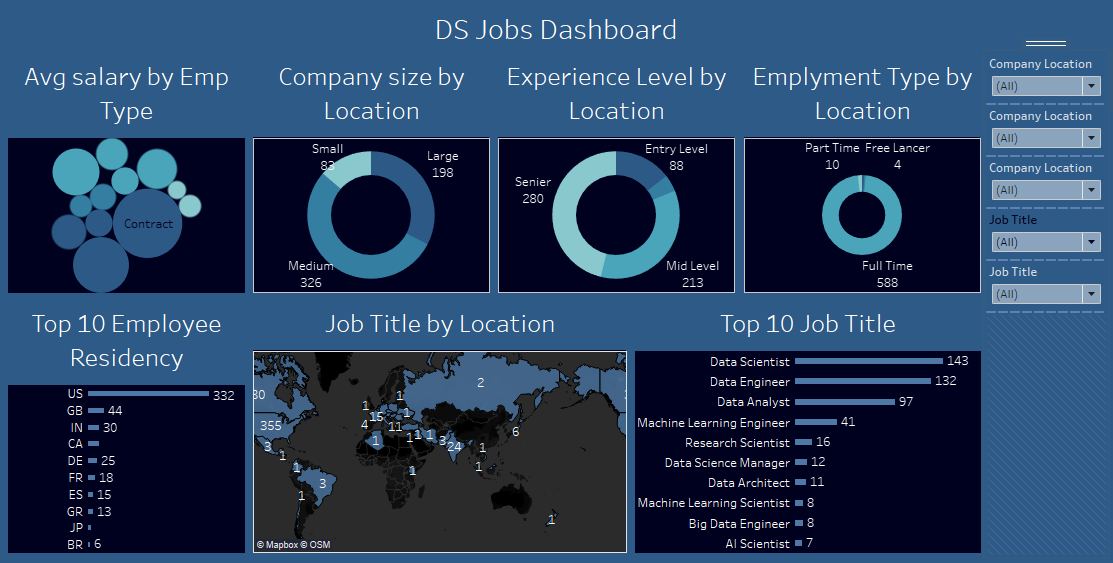 DS Jobs Dashboard
Avg salary by Emp
Type
Contract
Company size by
Location
Small
83
Large
198
Medium
326
Experience Level by
Location
Entry Level
88
Senier
280
Mid Level
213
Emplyment Type by
Location
Part Time
10
Free Lancer
4
Full Time
588
Company Location
(All)
Company Location
(All)
Company Location
(All)
Job Title
(All)
Job Title
(All)
Top 10 Employee
Residency
US 332
GB 44
IN 30
CA
DE 25
FR 18
ES 15
GR 13
JP
BR 6
Job Title by Location
2
30
1
1
1
355
15
4
11
1
1
1
1
3
24
6
3
1
1
1
1
1
3
1
1
© Mapbox © OSM
Top 10 Job Title
Data Scientist 143
Data Engineer 132
Data Analyst 97
Machine Learning Engineer 41
Research Scientist 16
Data Science Manager 12
Data Architect 11
Machine Learning Scientist 8
Big Data Engineer 8
AI Scientist 7